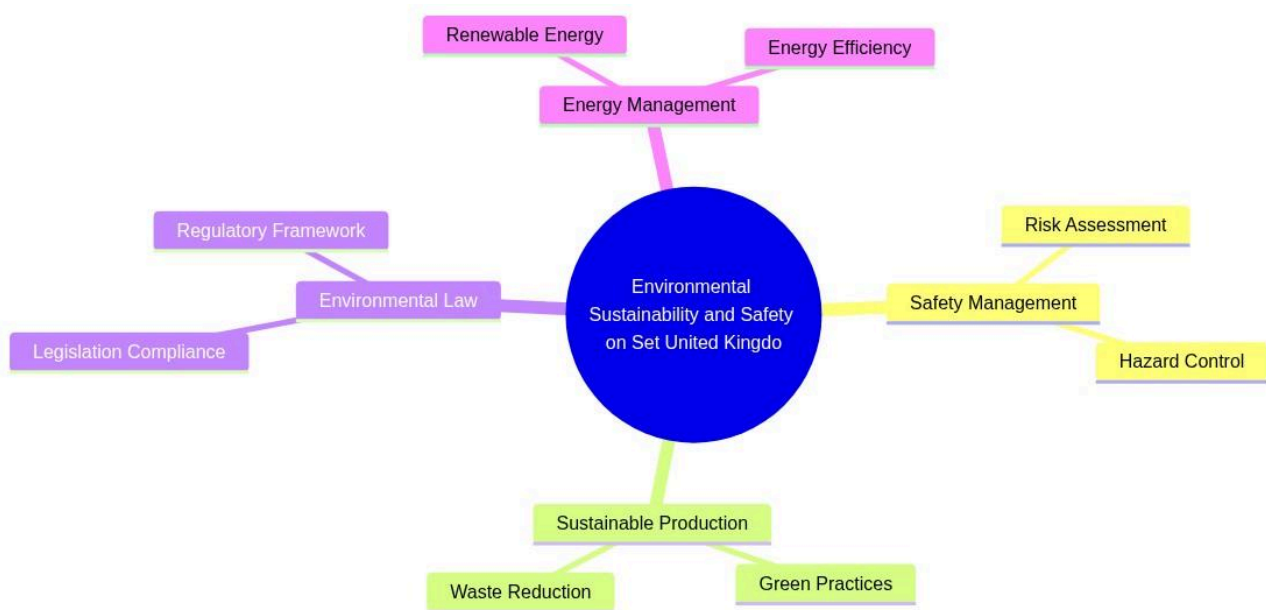 Renewable Energy
Energy Efficiency
Energy Management
Regulatory Framework
Environmental Law
Legislation Compliance
Environmental
Sustainability and Safety
on Set United Kingdo
Risk Assessment
Safety Management
Hazard Control
Sustainable Production
Waste Reduction
Green Practices